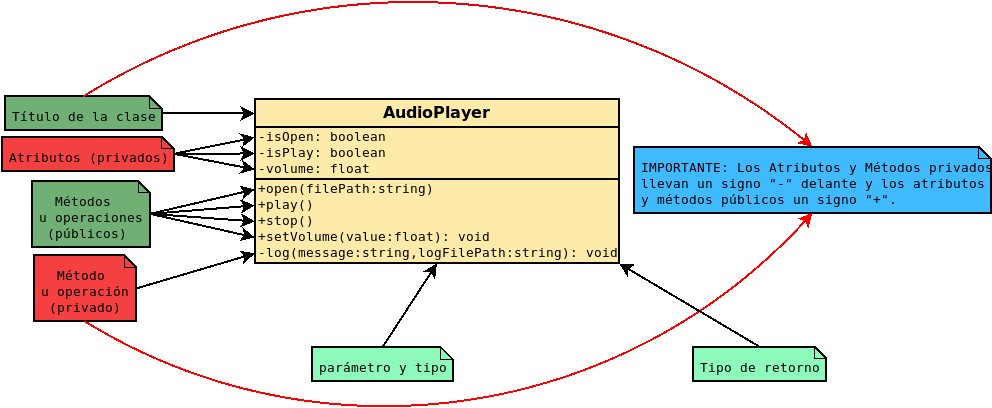 Título de la clase
Atributos (privados)
Métodos
u operaciones
(públicos)
Método
u operación
(privado)
AudioPlayer
-isOpen: boolean
-isPlay: boolean
-volume: float
+open(filePath:string)
+play()
+stop()
+setVolume(value:float): void
-log(message:string,logFilePath:string): void
IMPORTANTE: Los Atributos y Métodos privados
llevan un signo "-" delante y los atributos
y métodos públicos un signo "+".
parámetro y tipo
Tipo de retorno